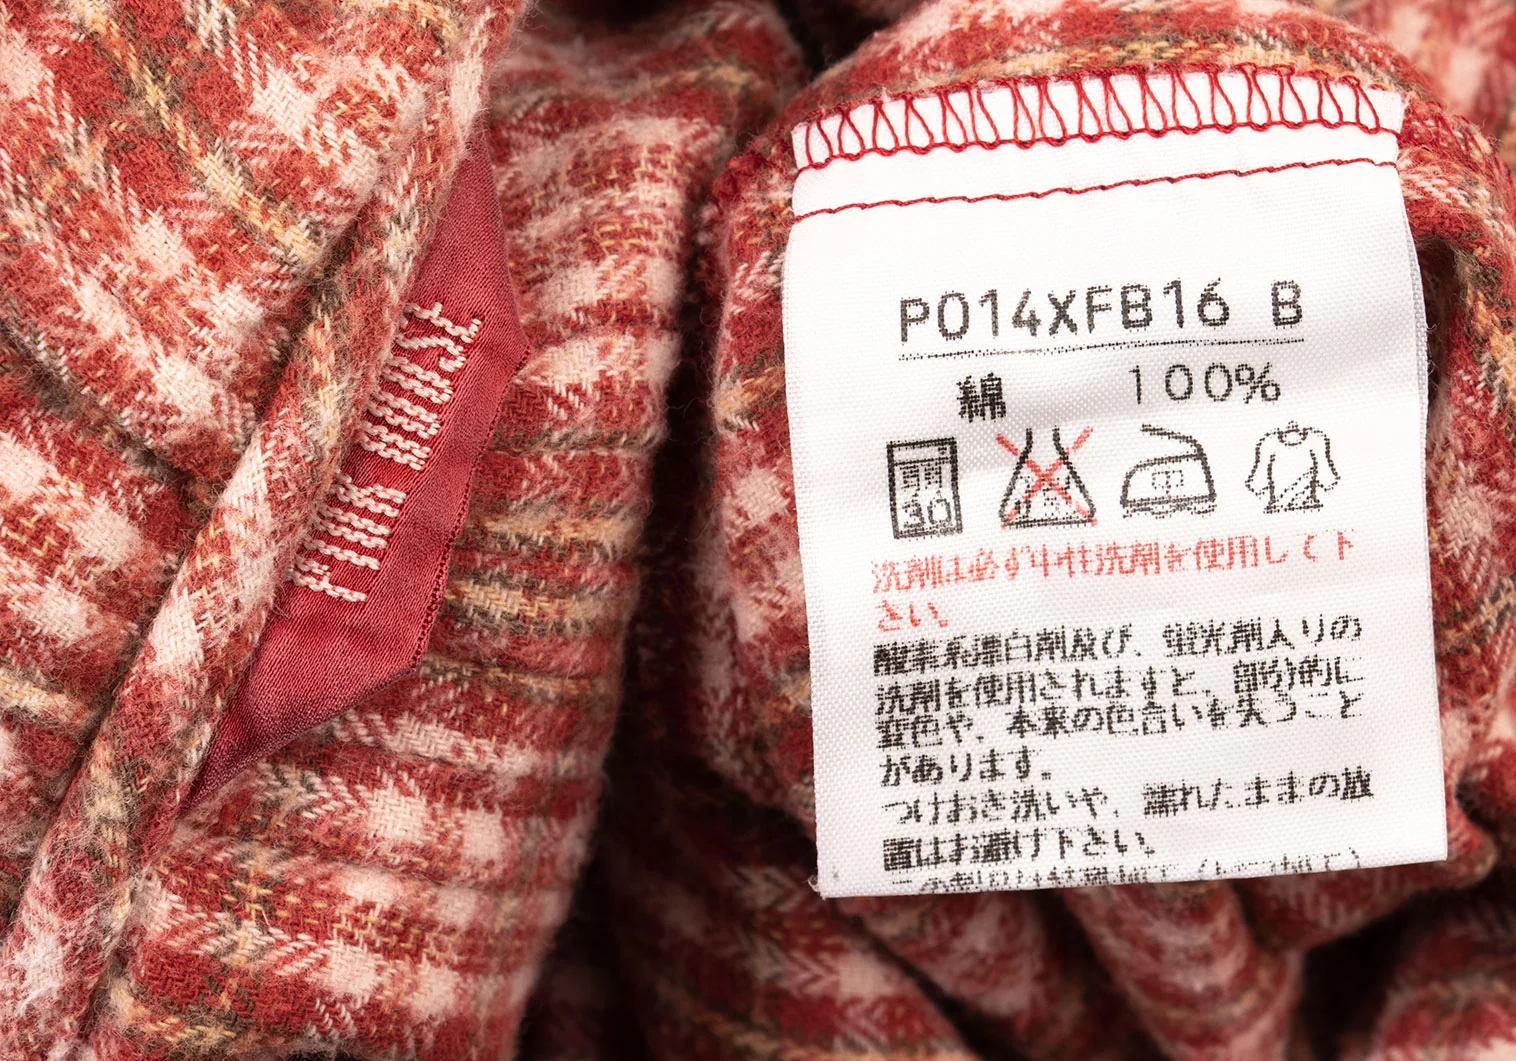 PINK HOUSE
P014XFB16 B
綿 100%
30
洗剤は必ず中性洗剤を使用して下
さい。
酸素系漂白剤及び、蛍光剤入りの
洗剤を使用されますと、部分的に
変色や、本来の色合いを失うこと
があります。
つけおき洗いや、濡れたままの放
置はお避け下さい。